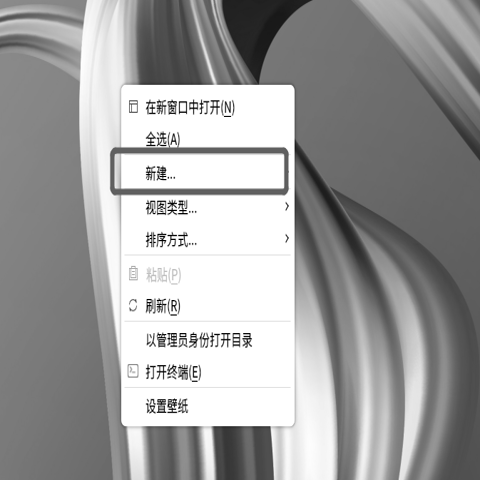 在新窗口中打开(N)
全选(A)
新建...
视图类型...
排序方式...
粘贴(P)
刷新(R)
以管理员身份打开目录
打开终端(E)
设置壁纸